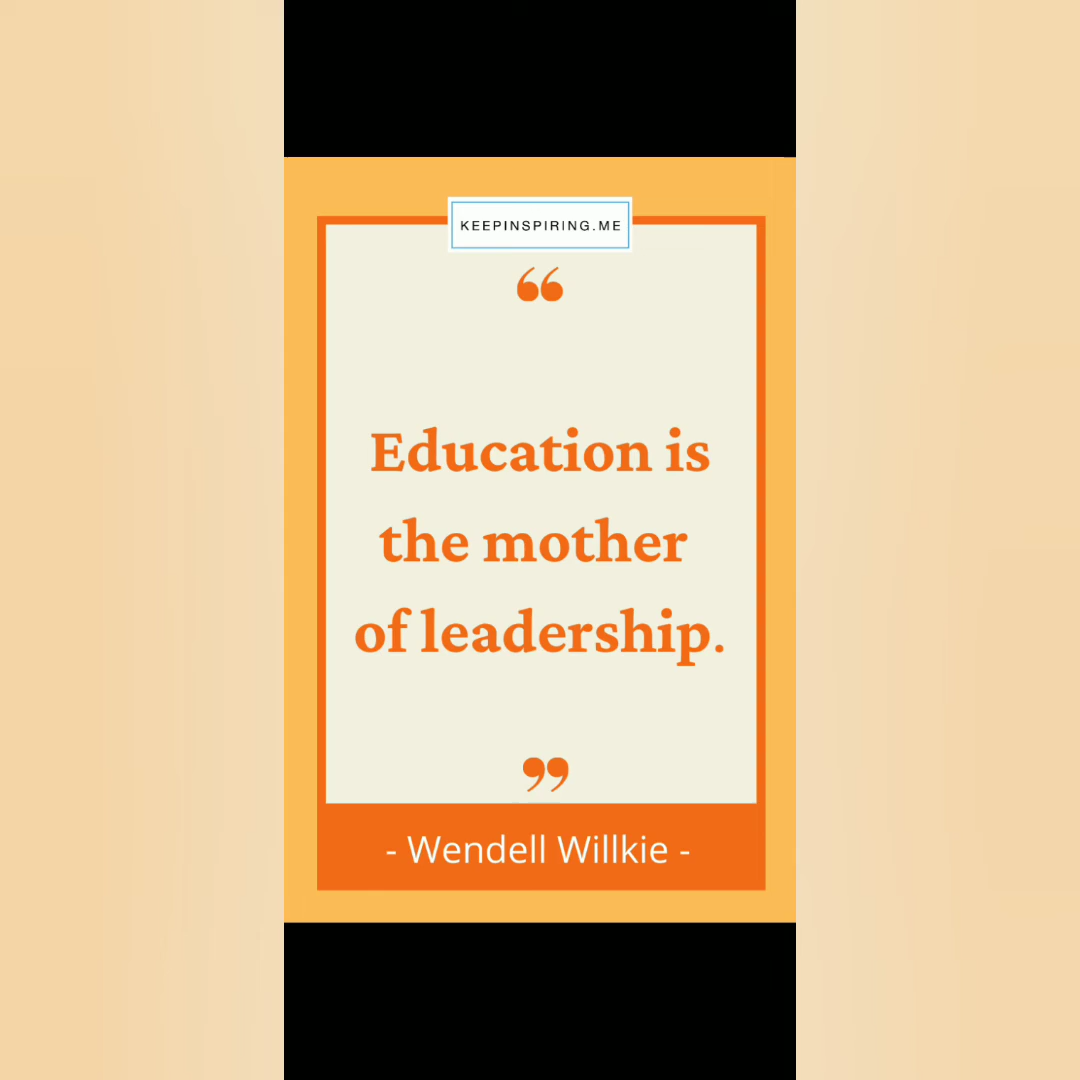 KEEPINSPIRING.ME
“
Education is
the mother
of leadership.
”
- Wendell Willkie -